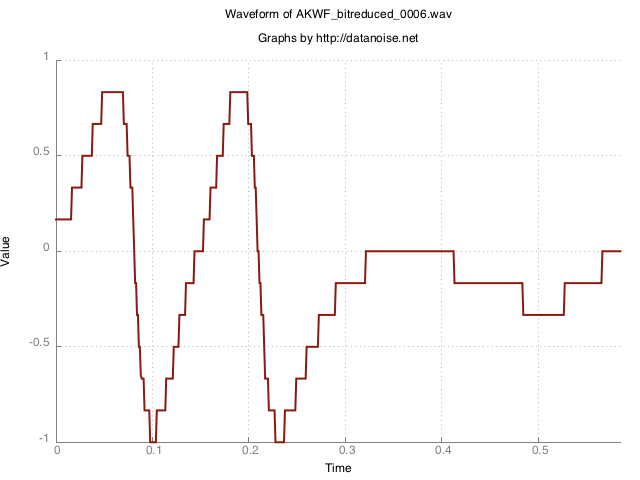 Waveform of AKWF_bitreduced_0006.wav
Graphs by http://datanoise.net
1
0.5
0
-0.5
-1
Value
0 0.1 0.2 0.3 0.4 0.5
Time